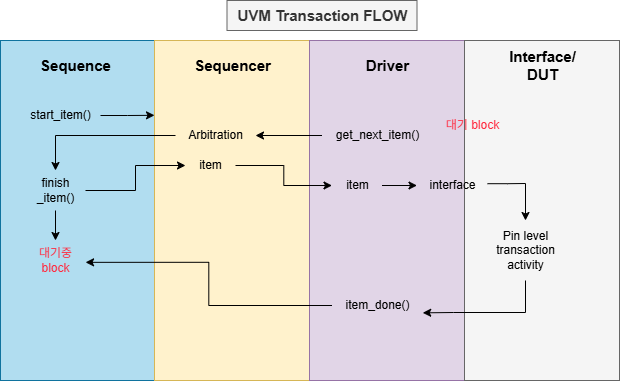 UVM Transaction FLOW
Sequence
Sequencer
Driver
Interface/
DUT
start_item()
Arbitration
get_next_item()
대기 block
finish
_item()
item
item
interface
대기중
block
Pin level
transaction
activity
item_done()